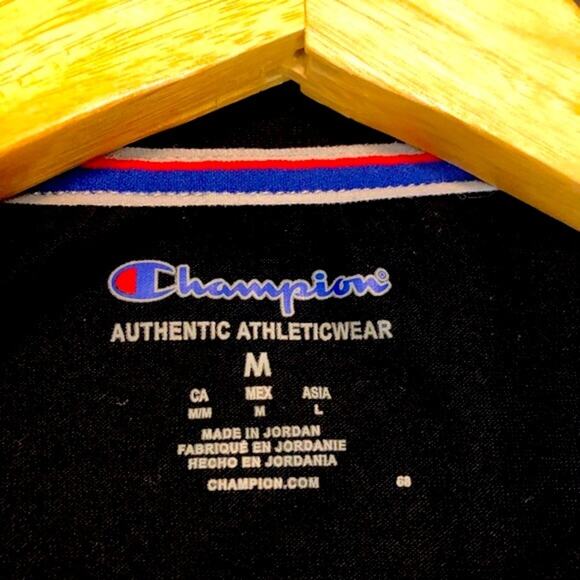 Champion®
AUTHENTIC ATHLETICWEAR
M
CA MEX ASIA
M/M M L
MADE IN JORDAN
FABRIQUÉ EN JORDANIE
HECHO EN JORDANIA
CHAMPION.COM 68